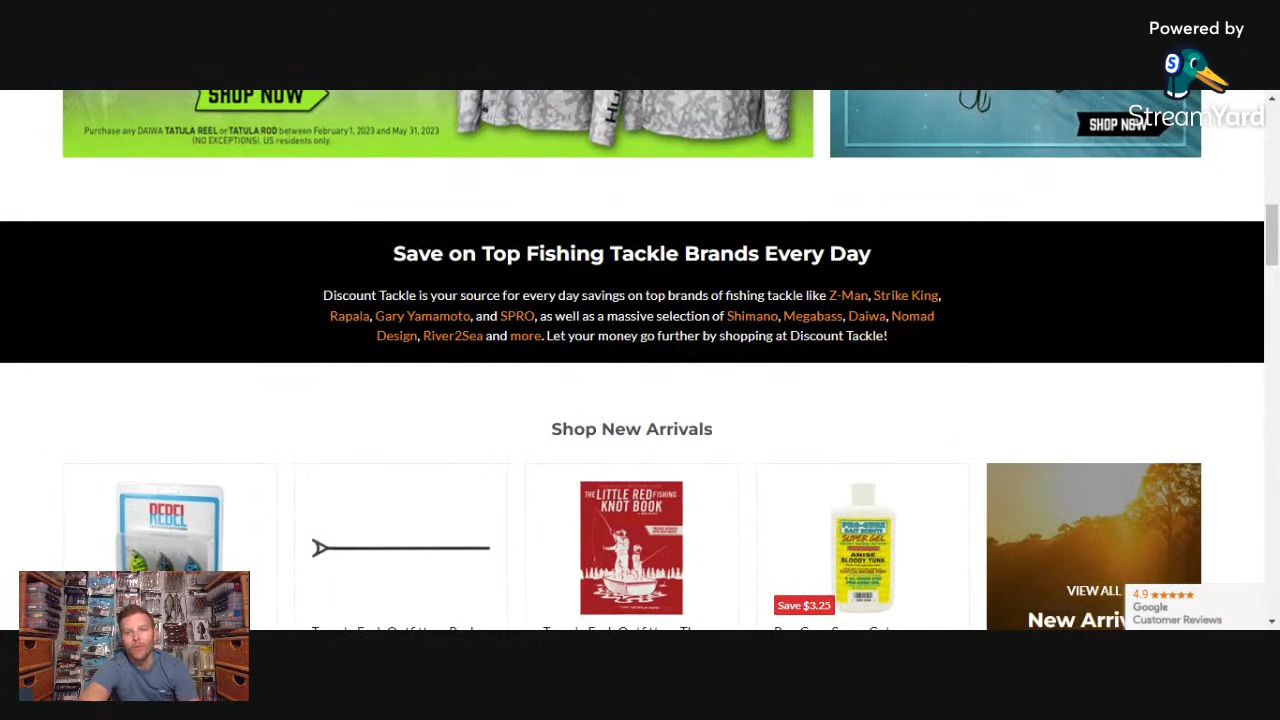 Powered by
StreamYard
SHOP NOW
Purchase any DAIWA TATULA REEL or TATULA ROD between February 1, 2023 and May 31, 2023
(NO EXCEPTIONS). US residents only.
SHOP NOW
Save on Top Fishing Tackle Brands Every Day
Discount Tackle is your source for every day savings on top brands of fishing tackle like Z-Man, Strike King,
Rapala, Gary Yamamoto, and SPRO, as well as a massive selection of Shimano, Megabass, Daiwa, Nomad
Design, River2Sea and more. Let your money go further by shopping at Discount Tackle!
Shop New Arrivals
REBEL
THE LITTLE RED FISHING
KNOT BOOK
PRO-CURE
BAIT SCENTS
SUPER GEL
ANISE
BLOODY TUNA
Save $3.25
VIEW ALL
New Arriv
4.9 ★★★★★
Google
Customer Reviews